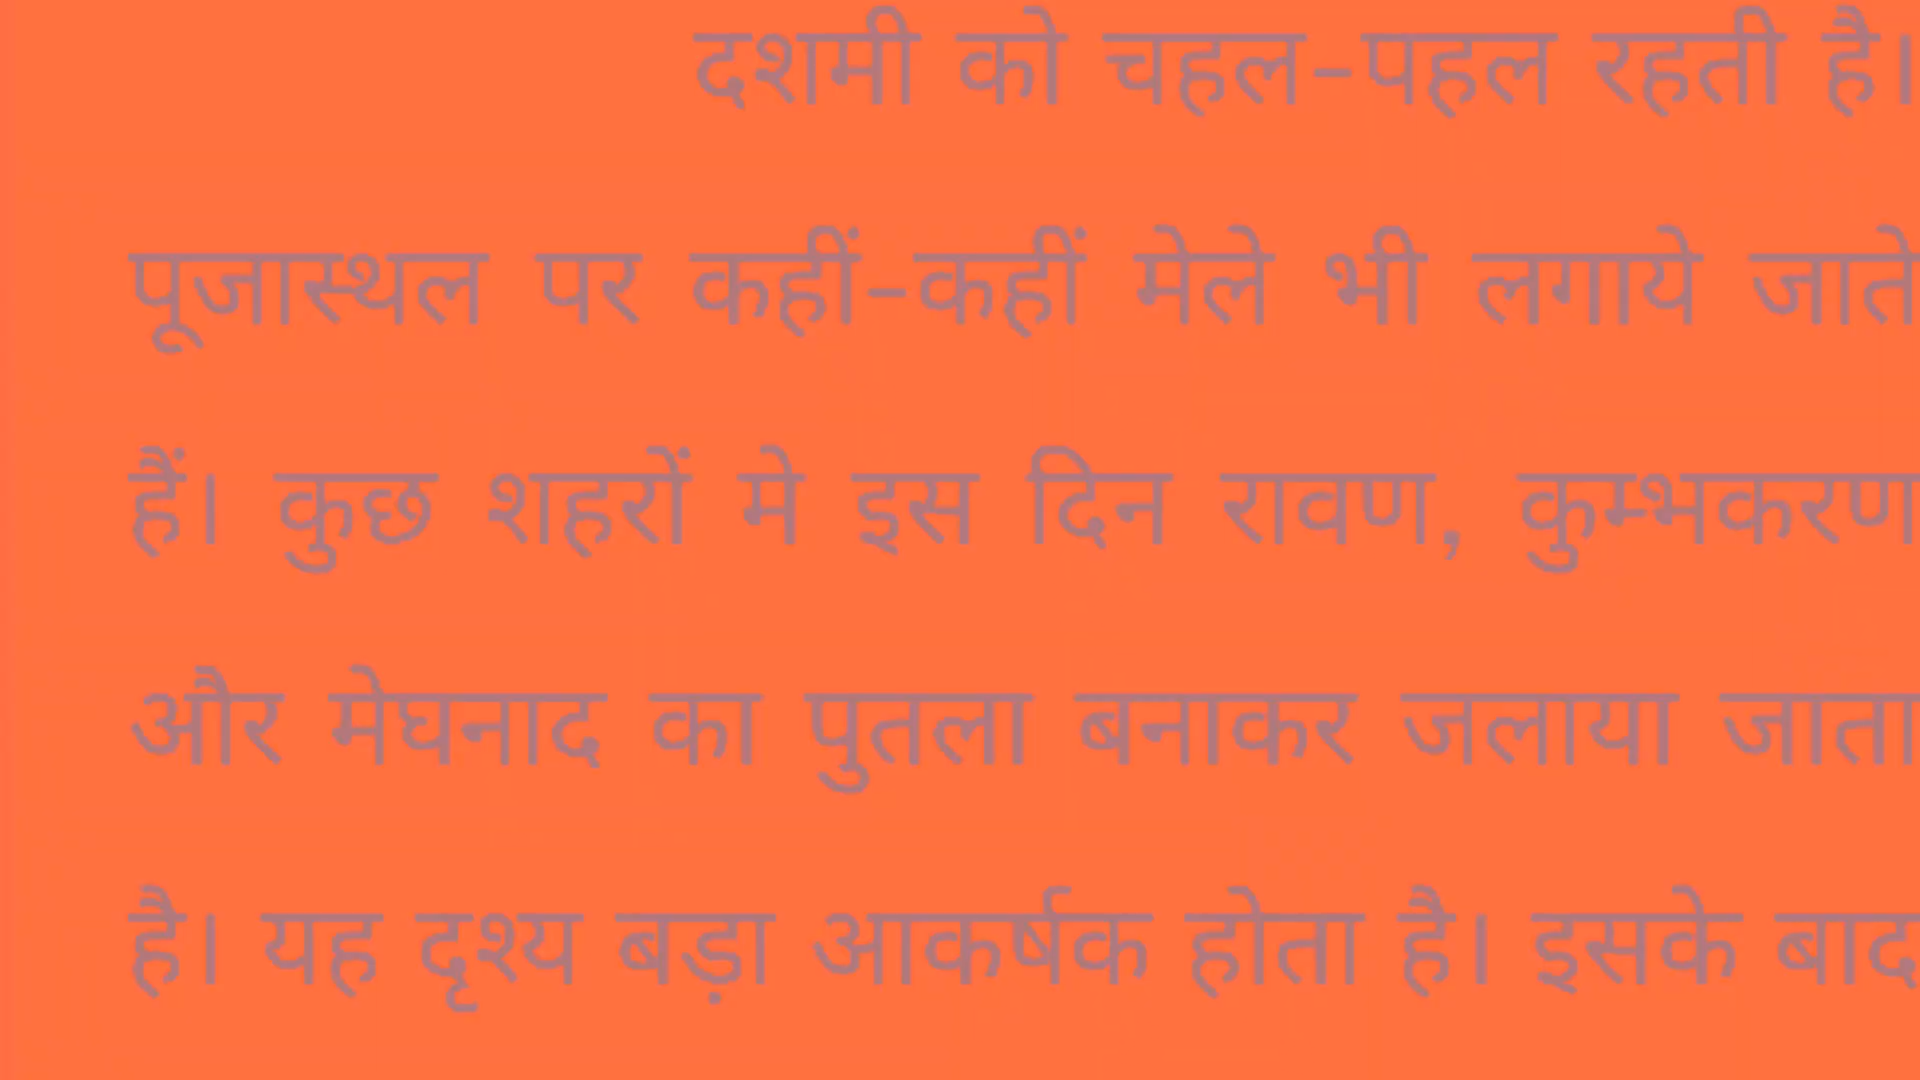 दशमी को चहल-पहल रहती है।
पूजास्थल पर कहीं-कहीं मेले भी लगाये जाते
हैं। कुछ शहरों मे इस दिन रावण, कुम्भकरण
और मेघनाद का पुतला बनाकर जलाया जाता
है। यह दृश्य बड़ा आकर्षक होता है। इसके बाद